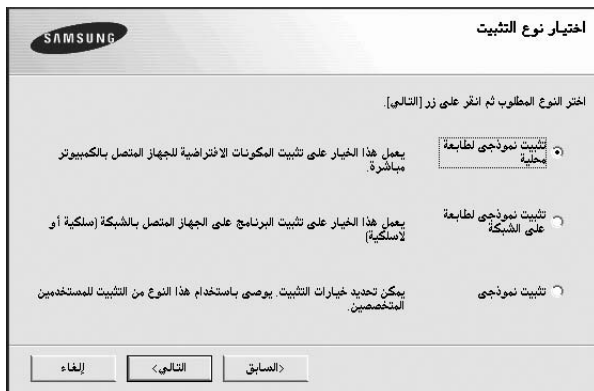 اختيار نوع التثبيت
SAMSUNG
اختر النوع المطلوب ثم انقر على زر [التالي].
تثبيت نموذجي لطابعة
محلية
يعمل هذا الخيار على تثبيت المكونات الافتراضية للجهاز المتصل بالكمبيوتر
مباشرة.
تثبيت نموذجي لطابعة
على الشبكة
يعمل هذا الخيار على تثبيت البرنامج على الجهاز المتصل بالشبكة (سلكية أو
لاسلكية)
تثبيت نموذجي
يمكن تحديد خيارات التثبيت. يوصى باستخدام هذا النوع من التثبيت للمستخدمين
المتخصصين.
<السابق
التالي>
إلغاء